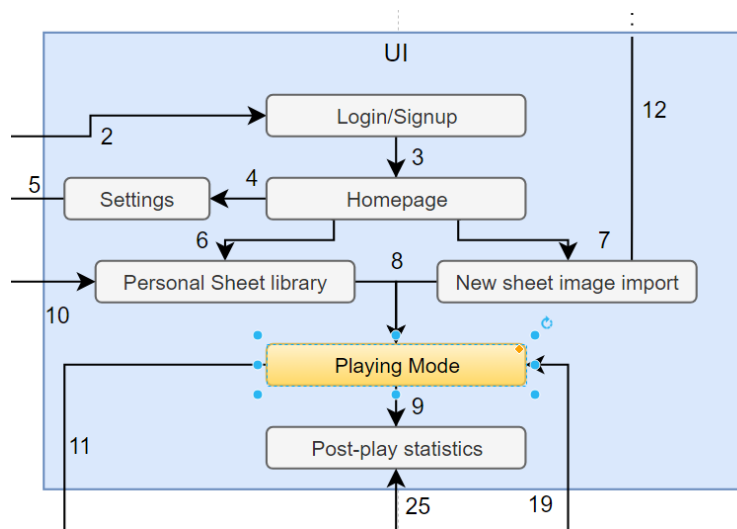 UI
12
Login/Signup
2
3
5
Settings
4
Homepage
6
7
8
Personal Sheet library
New sheet image import
10
Playing Mode
9
11
Post-play statistics
25
19